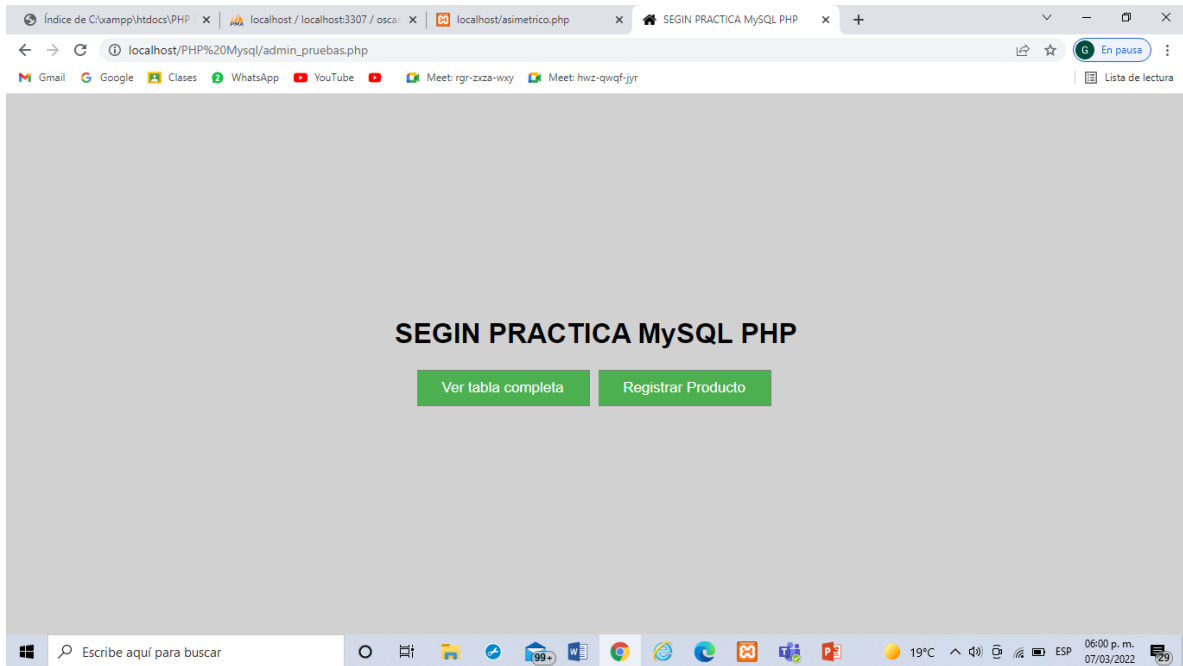 Índice de C:\xampp\htdocs\PHP
localhost / localhost:3307 / oscar
localhost/asimetrico.php
SEGIN PRACTICA MySQL PHP
localhost/PHP%20Mysql/admin_pruebas.php
G En pausa
Gmail
Google
Clases
2 WhatsApp
YouTube
Meet: rgr-zxza-wxy
Meet: hwz-qwqf-jyr
Lista de lectura
SEGIN PRACTICA MySQL PHP
Ver tabla completa
Registrar Producto
Escribe aquí para buscar
99+
19°C
ESP
06:00 p. m.
07/03/2022
29